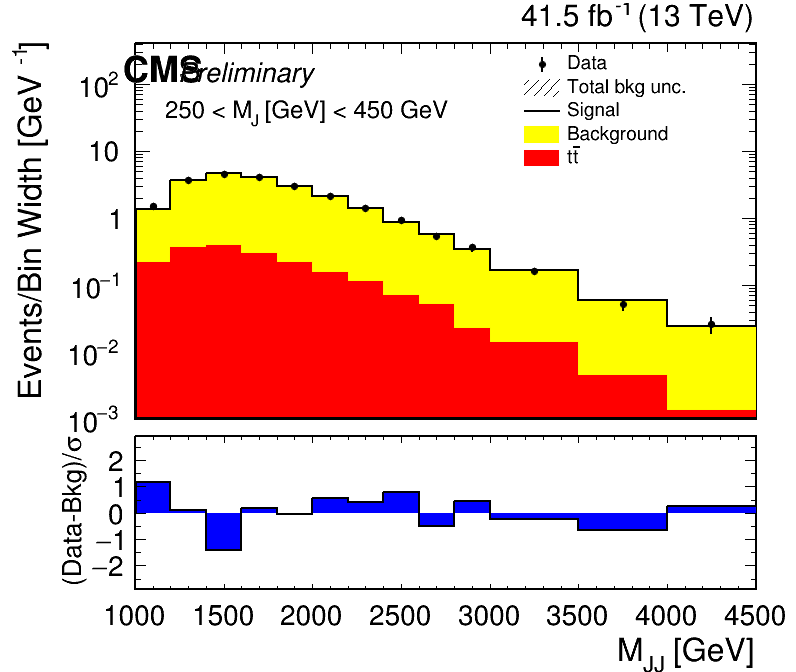 41.5 fb⁻¹ (13 TeV)
CMS Preliminary
250 < M_J [GeV] < 450 GeV
Data
Total bkg unc.
Signal
Background
tt̄
Events/Bin Width [GeV⁻¹]
10²
10
1
10⁻¹
10⁻²
10⁻³
(Data-Bkg)/σ
2
1
0
−1
−2
1000 1500 2000 2500 3000 3500 4000 4500
M_JJ [GeV]